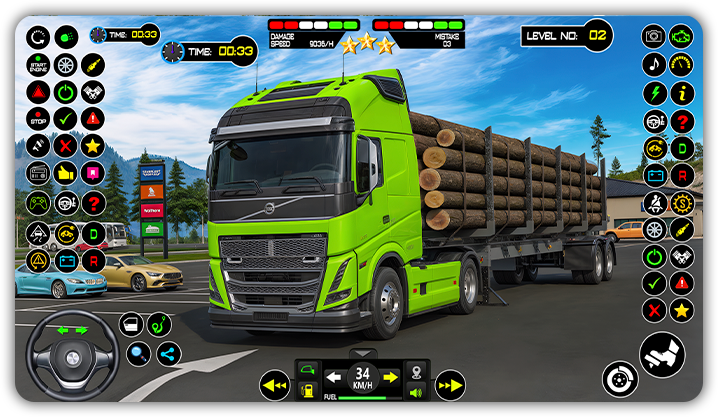 TIME: 00:33
TIME: 00:33
DAMAGE
SPEED 9036/H
MISTAKE
03
LEVEL NO: 02
START
ENGINE
STOP
D
R
D
R
34
KM/H
FUEL